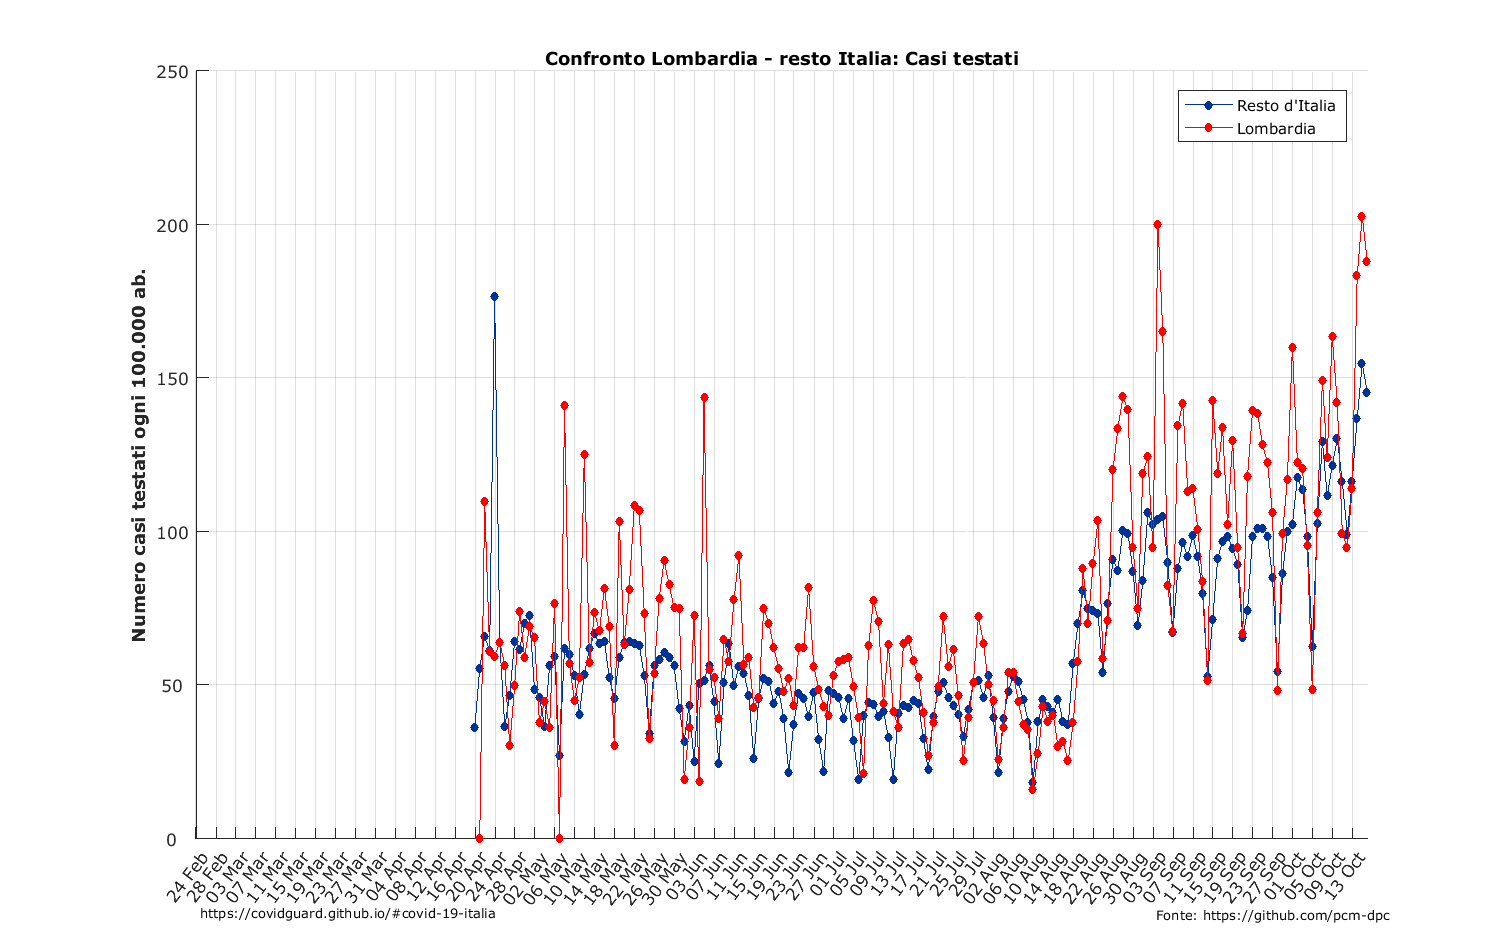 Confronto Lombardia - resto Italia: Casi testati
Resto d'Italia
Lombardia
Numero casi testati ogni 100.000 ab.
250
200
150
100
50
0
24 Feb
28 Feb
03 Mar
07 Mar
11 Mar
15 Mar
19 Mar
23 Mar
27 Mar
31 Mar
04 Apr
08 Apr
12 Apr
16 Apr
20 Apr
24 Apr
28 Apr
02 May
06 May
10 May
14 May
18 May
22 May
26 May
30 May
03 Jun
07 Jun
11 Jun
15 Jun
19 Jun
23 Jun
27 Jun
01 Jul
05 Jul
09 Jul
13 Jul
17 Jul
21 Jul
25 Jul
29 Jul
02 Aug
06 Aug
10 Aug
14 Aug
18 Aug
22 Aug
26 Aug
30 Aug
03 Sep
07 Sep
11 Sep
15 Sep
19 Sep
23 Sep
27 Sep
01 Oct
05 Oct
09 Oct
13 Oct
https://covidguard.github.io/#covid-19-italia
Fonte: https://github.com/pcm-dpc